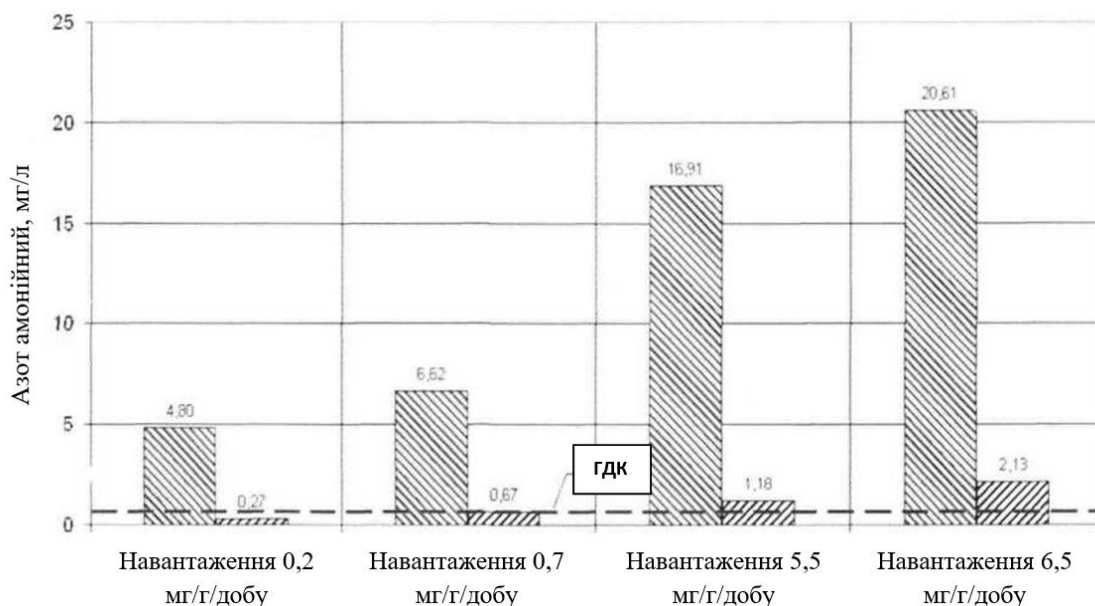 25
20
15
10
5
0
Азот амонійний, мг/л
4,80
0,27
6,62
0,67
ГДК
16,91
1,18
20,61
2,13
Навантаження 0,2
мг/г/добу
Навантаження 0,7
мг/г/добу
Навантаження 5,5
мг/г/добу
Навантаження 6,5
мг/г/добу